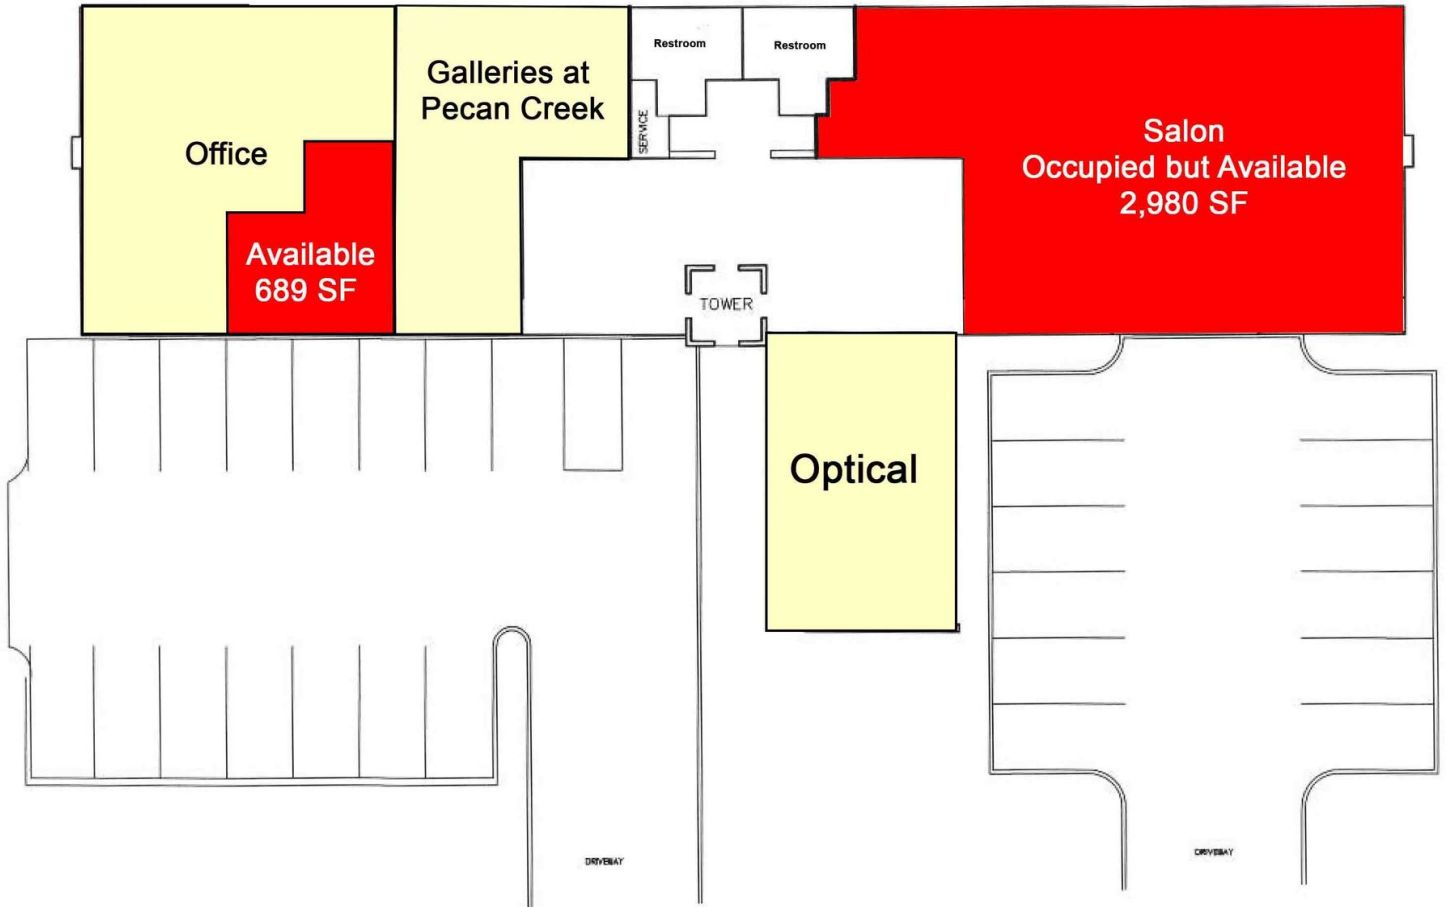 Restroom
Restroom
Galleries at
Pecan Creek
SERVICE
Office
Salon
Occupied but Available
2,980 SF
Available
689 SF
TOWER
Optical
DRIVEWAY
DRIVEWAY